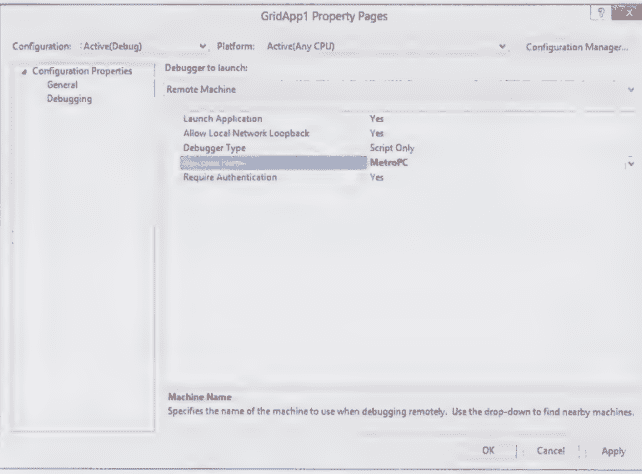 GridApp1 Property Pages
? x
Configuration: Active(Debug) Platform: Active(Any CPU) Configuration Manager...
Configuration Properties
General
Debugging
Debugger to launch:
Remote Machine
Launch Application Yes
Allow Local Network Loopback Yes
Debugger Type Script Only
Machine Name MetroPC
Require Authentication Yes
Machine Name
Specifies the name of the machine to use when debugging remotely. Use the drop-down to find nearby machines.
OK Cancel Apply